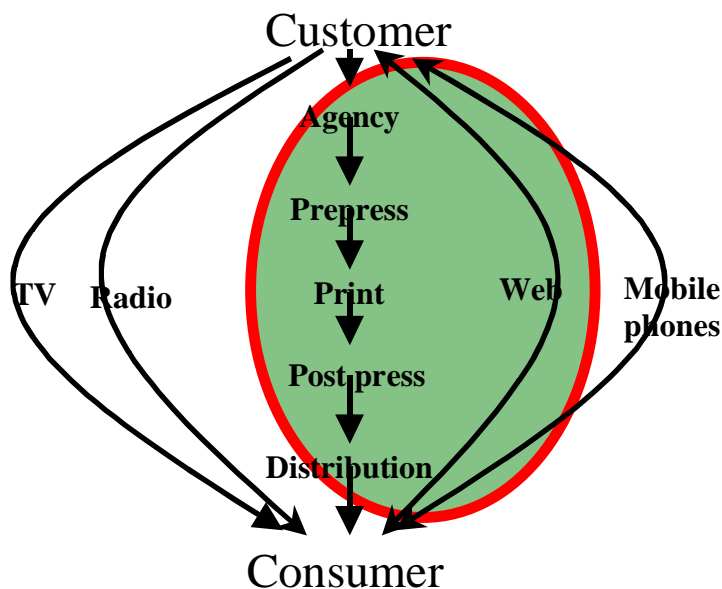 Customer
Agency
Prepress
TV
Radio
Print
Web
Mobile
phones
Post press
Distribution
Consumer